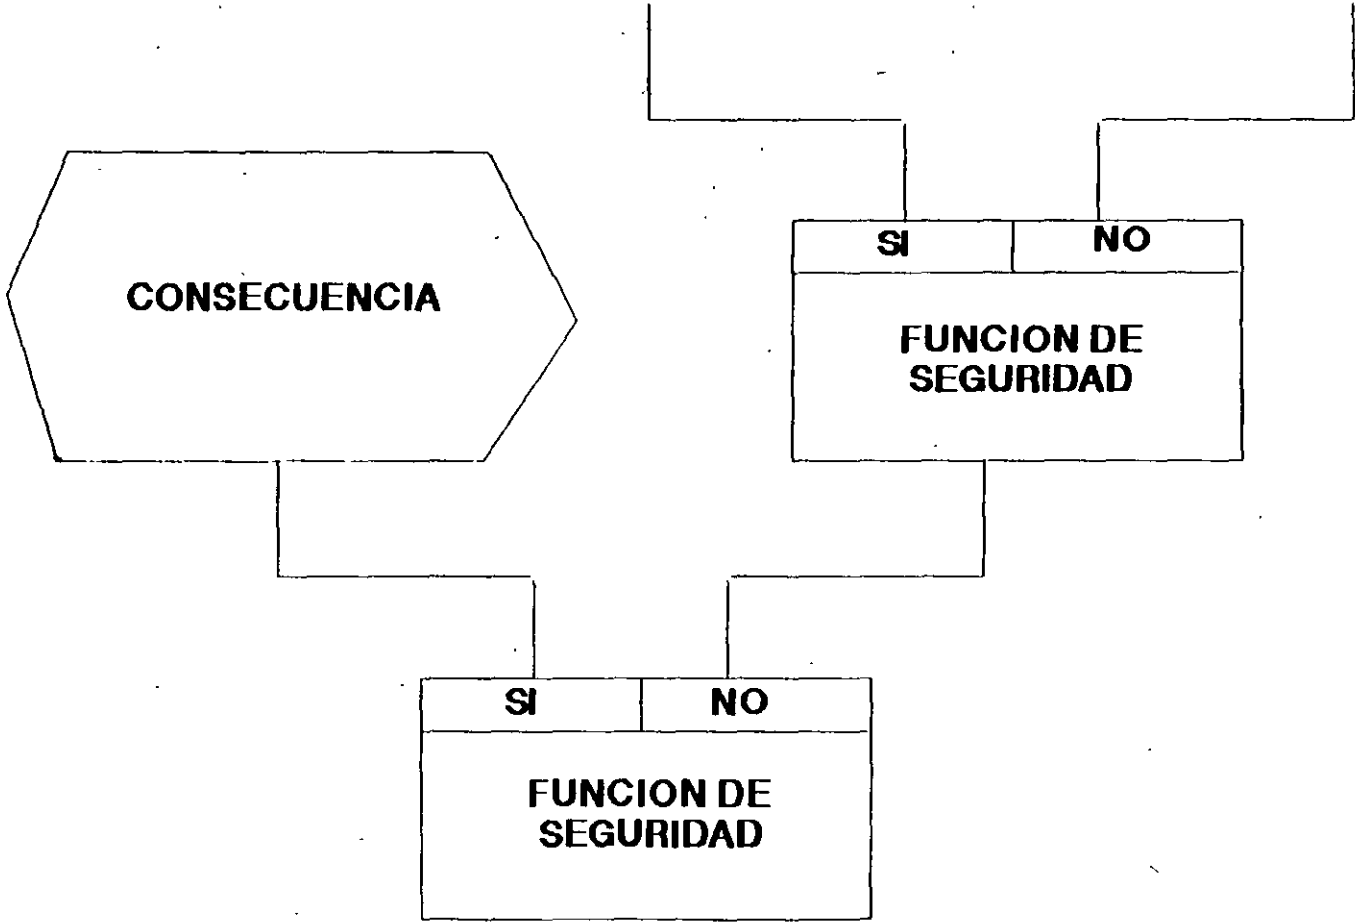 SI NO
CONSECUENCIA
FUNCION DE
SEGURIDAD
SI NO
FUNCION DE
SEGURIDAD